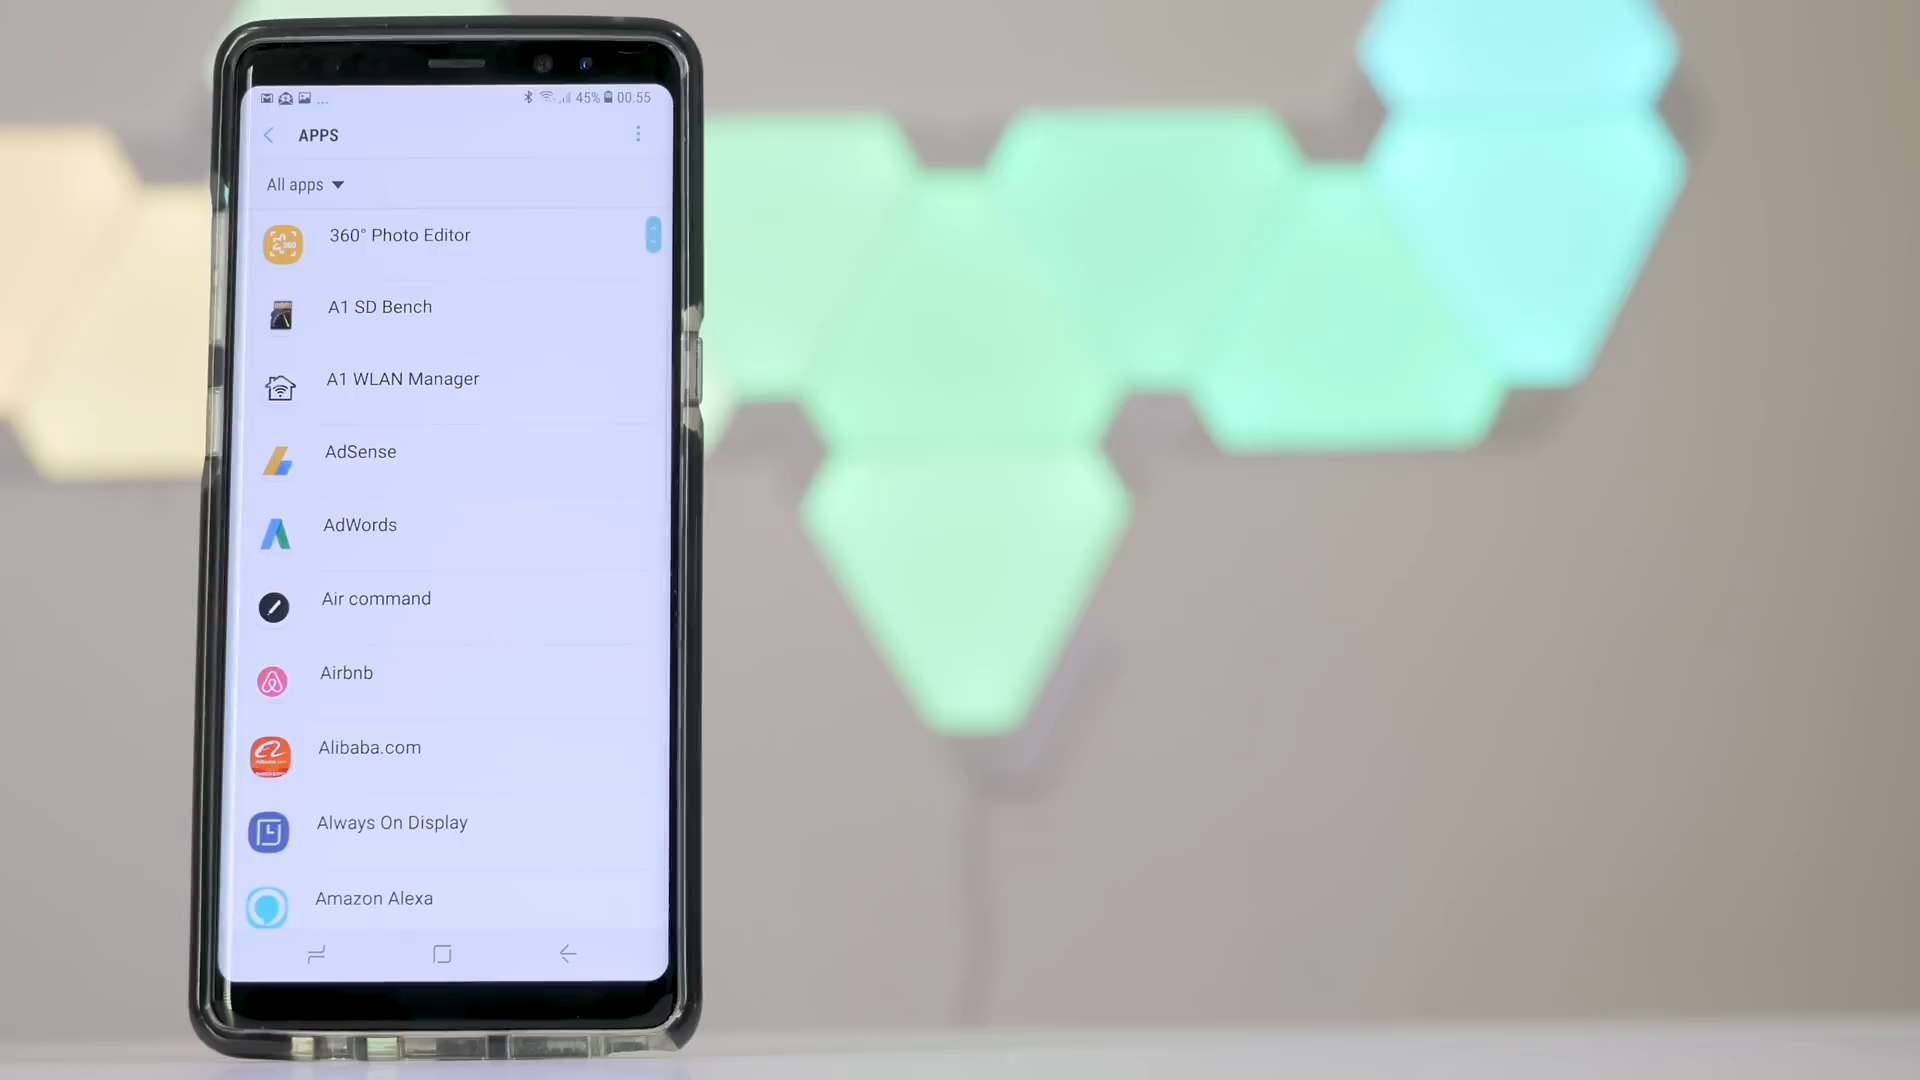 45% 00:55
APPS
All apps
360° Photo Editor
A1 SD Bench
A1 WLAN Manager
AdSense
AdWords
Air command
Airbnb
Alibaba.com
Always On Display
Amazon Alexa